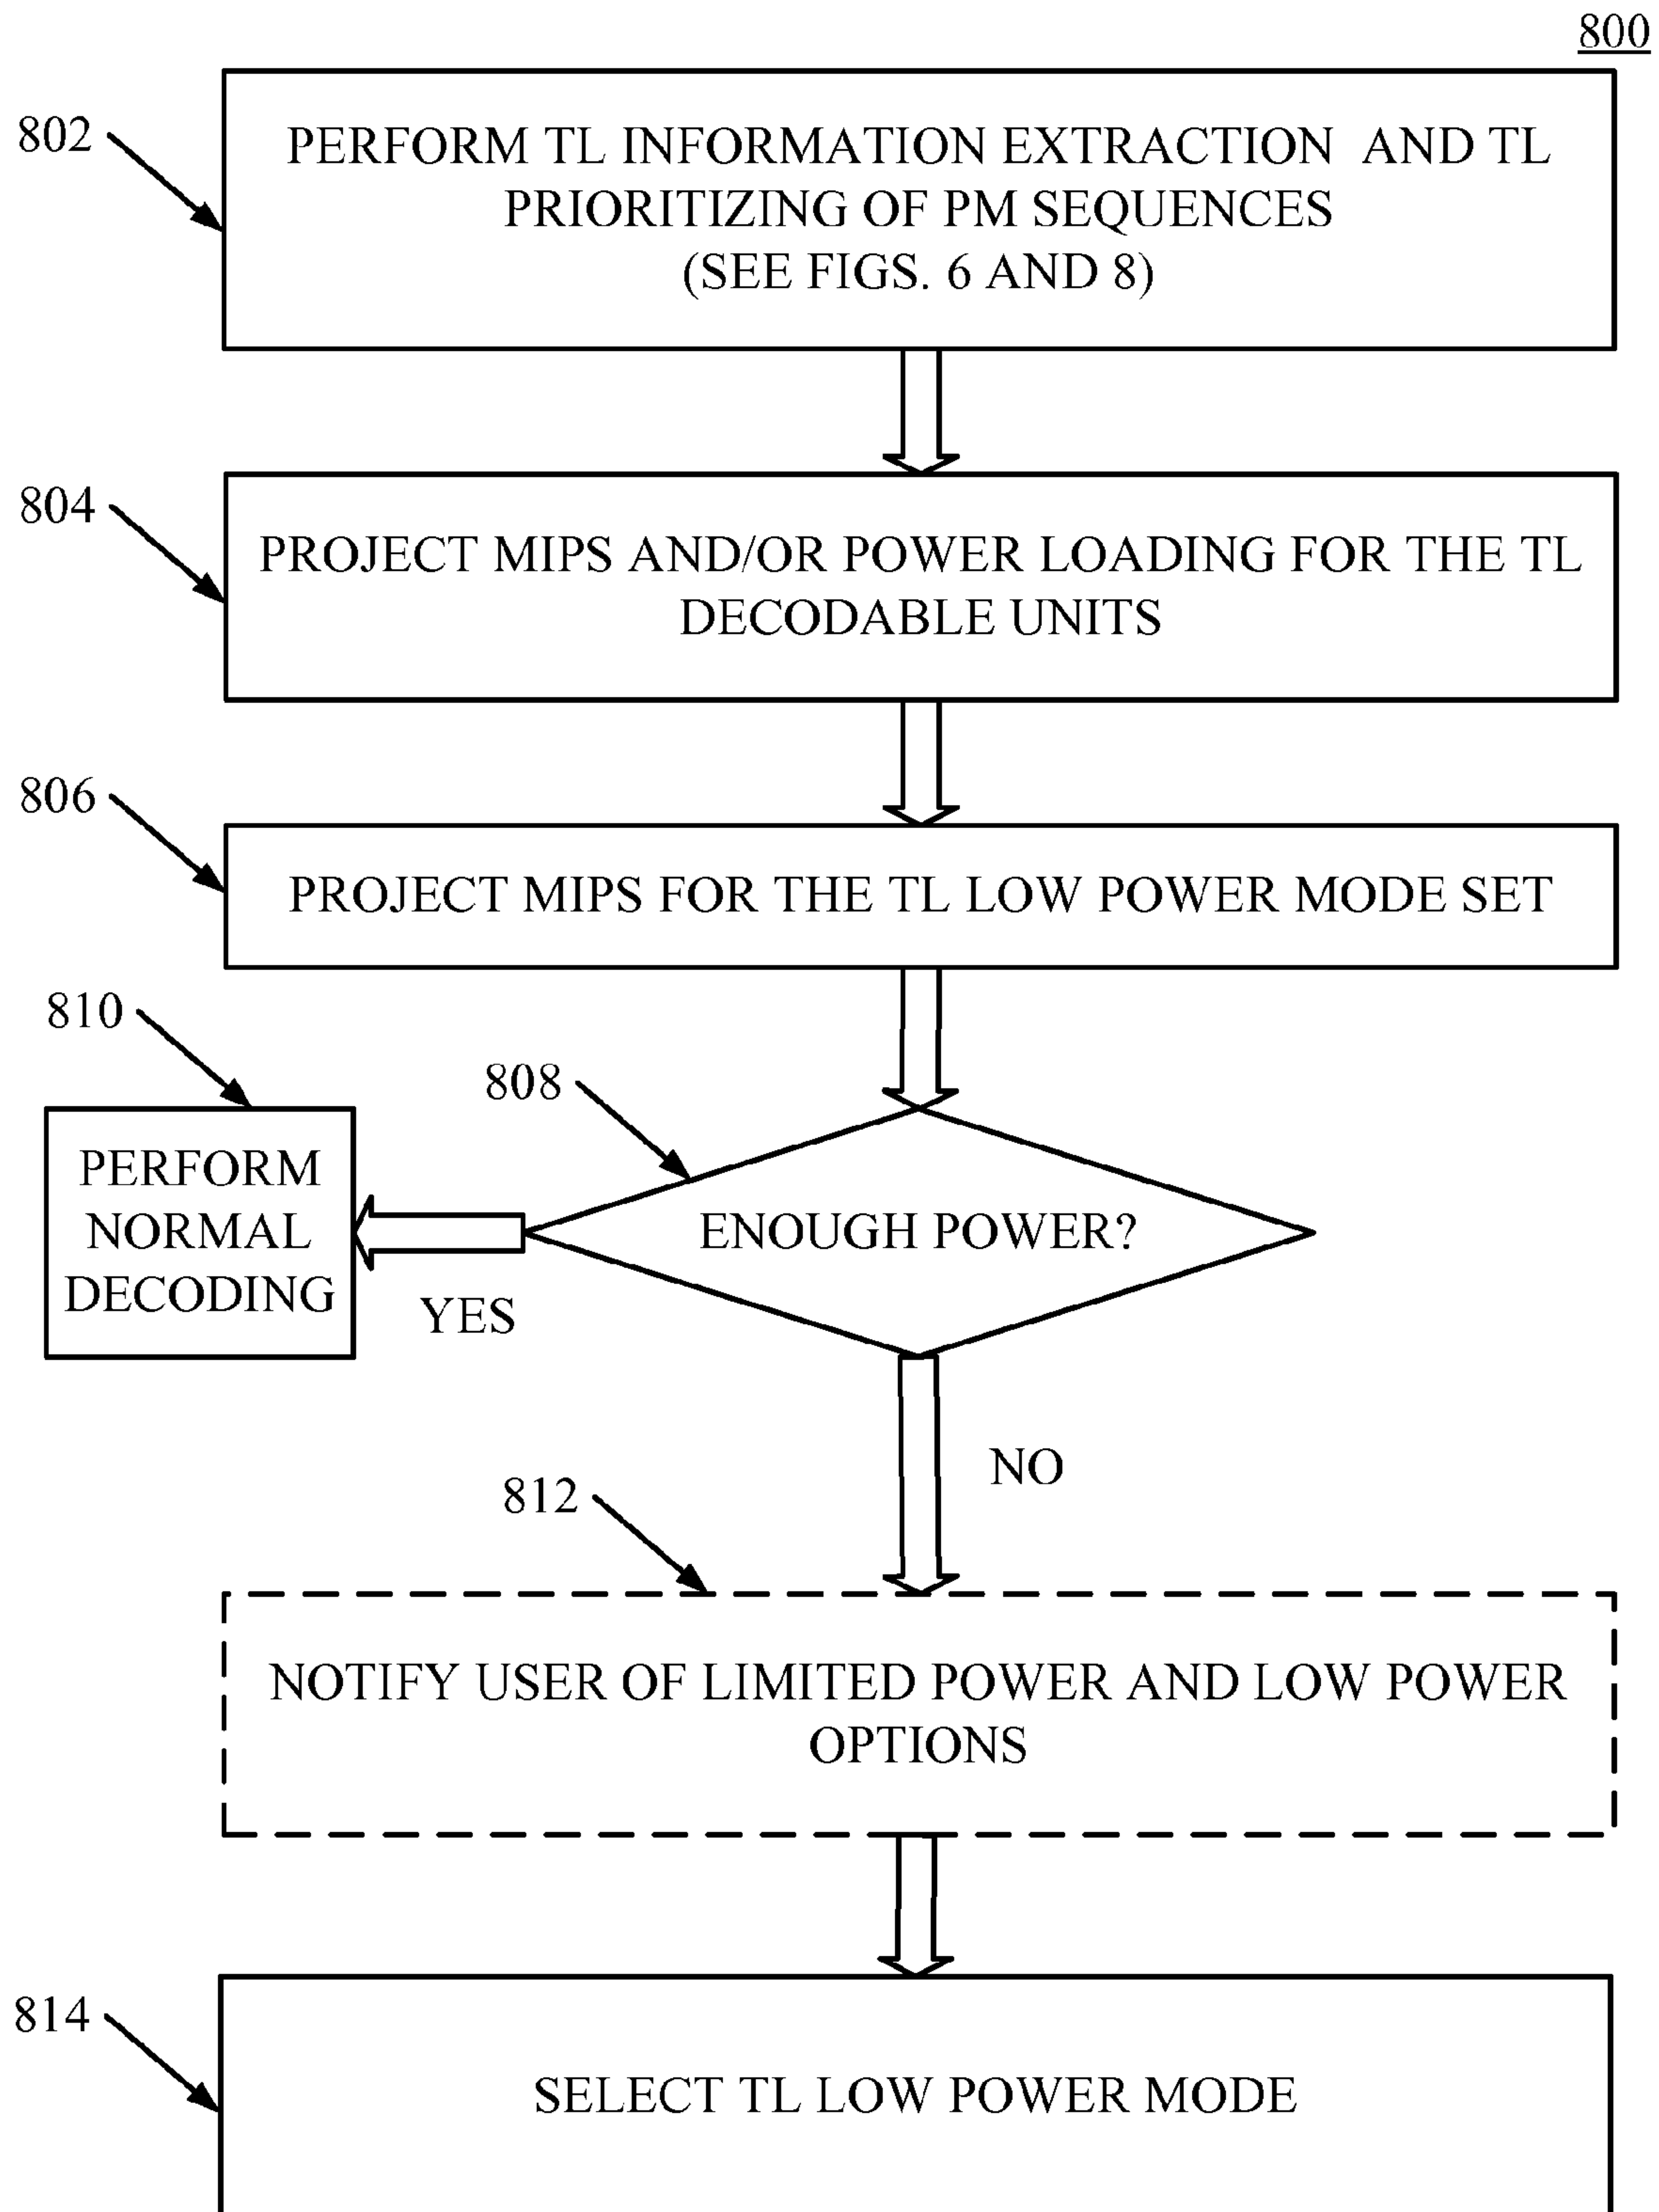 800
802
PERFORM TL INFORMATION EXTRACTION AND TL
PRIORITIZING OF PM SEQUENCES
(SEE FIGS. 6 AND 8)
804
PROJECT MIPS AND/OR POWER LOADING FOR THE TL
DECODABLE UNITS
806
PROJECT MIPS FOR THE TL LOW POWER MODE SET
810
808
PERFORM
NORMAL
DECODING
ENOUGH POWER?
YES
NO
812
NOTIFY USER OF LIMITED POWER AND LOW POWER
OPTIONS
814
SELECT TL LOW POWER MODE